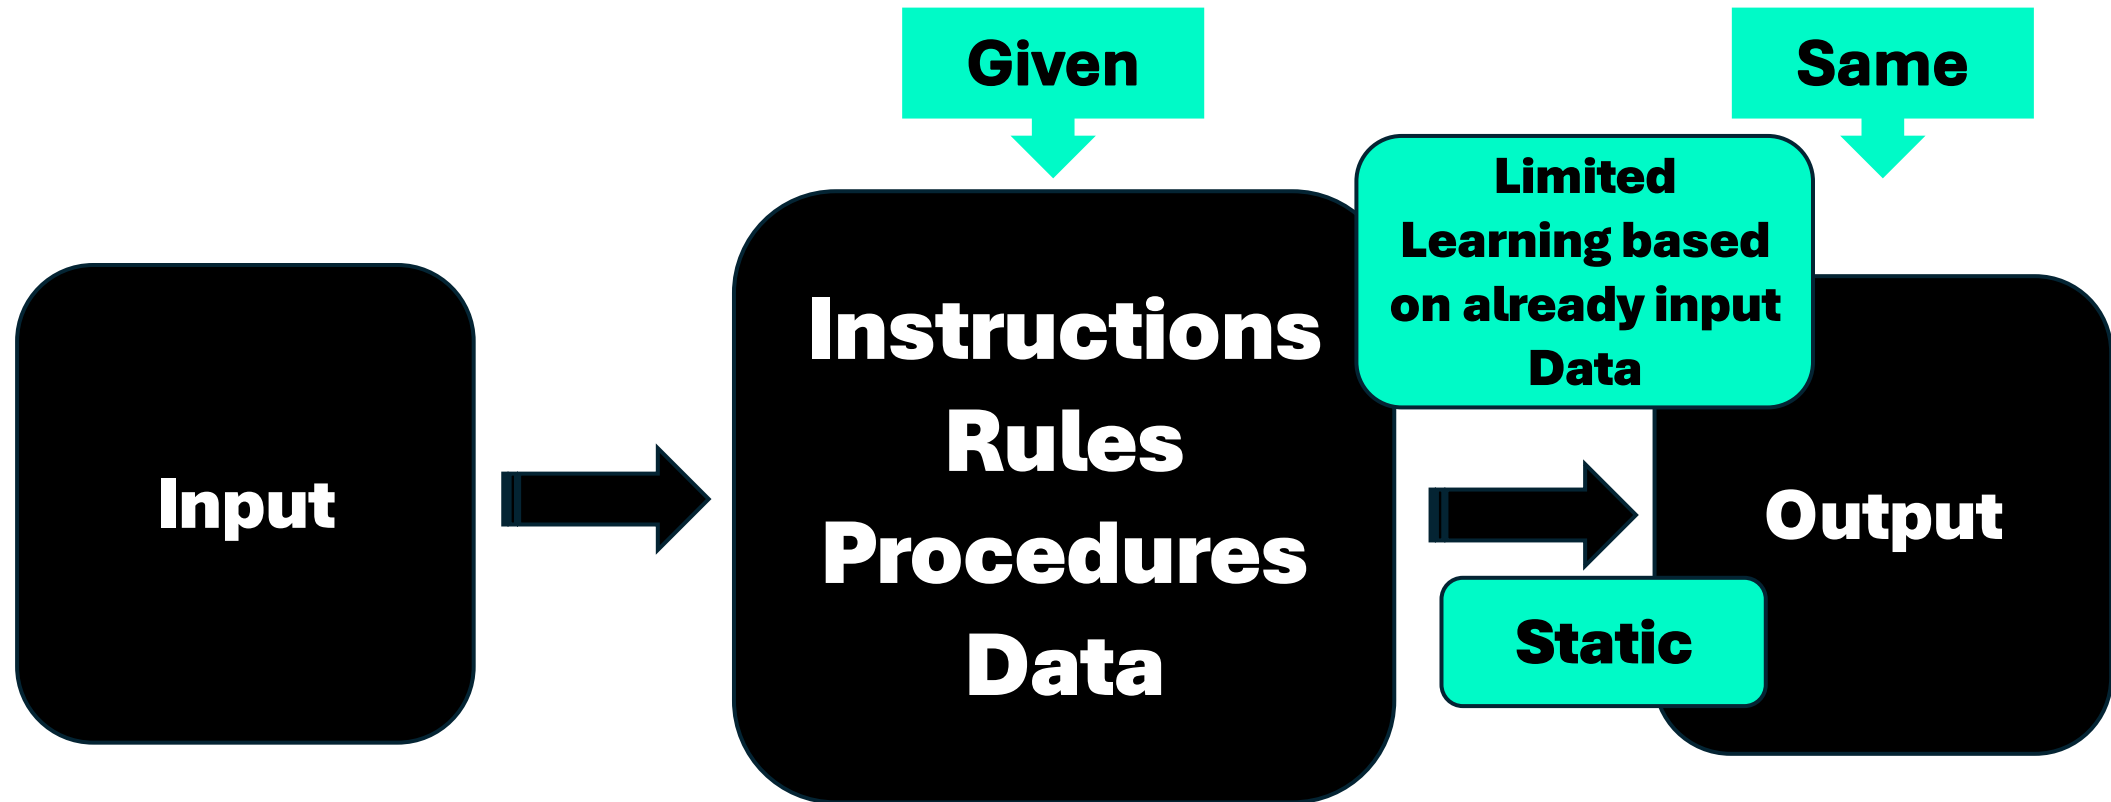 Given
Same
Limited
Learning based
on already input
Data
Input
Instructions
Rules
Procedures
Data
Output
Static